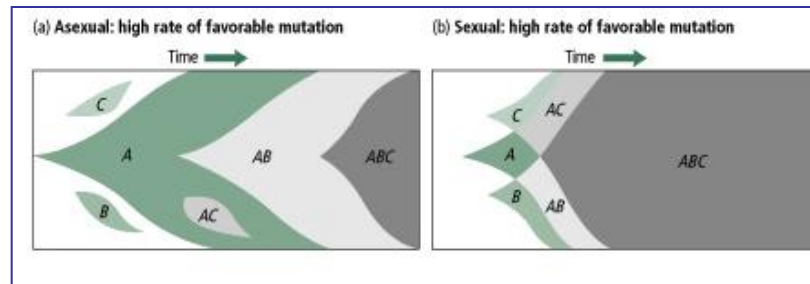 (a) Asexual: high rate of favorable mutation
Time
C
A
AB
ABC
B
AC
(b) Sexual: high rate of favorable mutation
Time
C
AC
A
ABC
B
AB